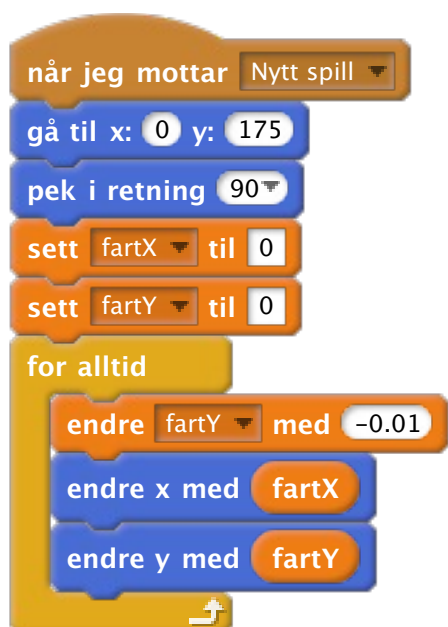 når jeg mottar Nytt spill
gå til x: 0 y: 175
pek i retning 90
sett fartX til 0
sett fartY til 0
for alltid
endre fartY med -0.01
endre x med fartX
endre y med fartY